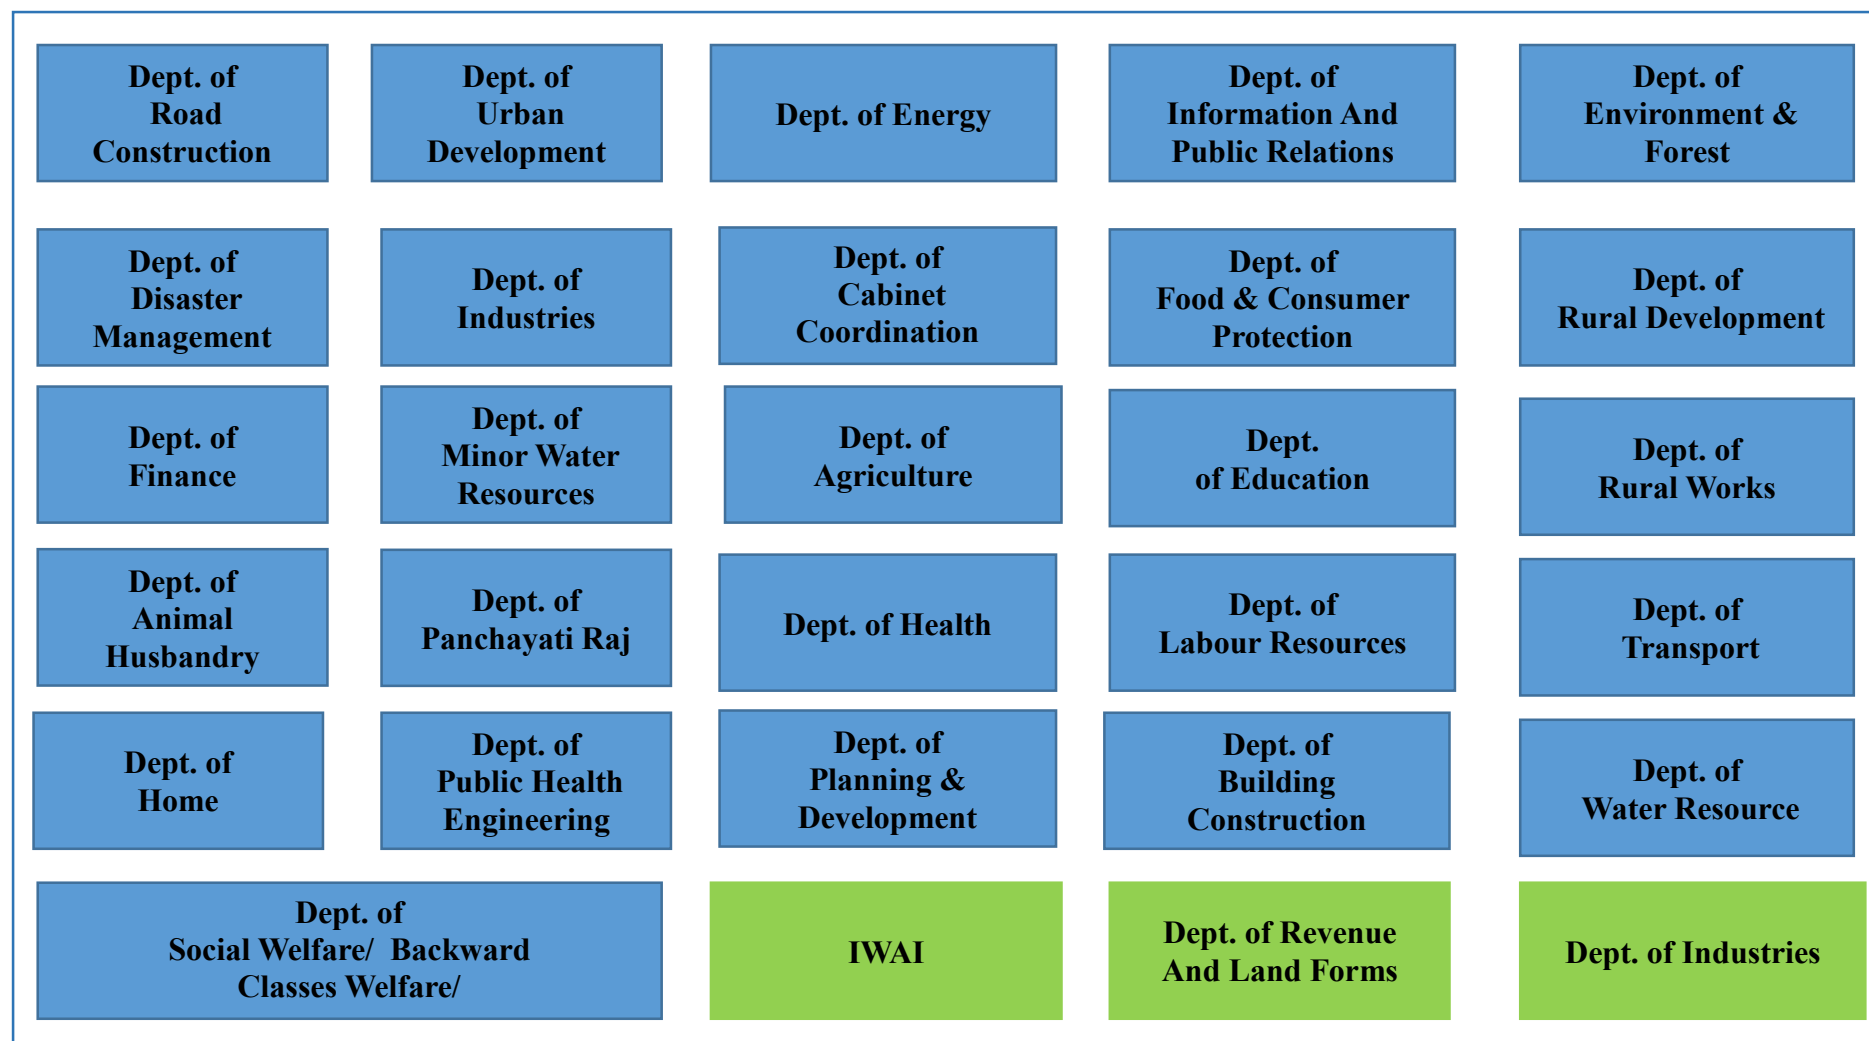 Dept. of
Road
Construction
Dept. of
Urban
Development
Dept. of Energy
Dept. of
Information And
Public Relations
Dept. of
Environment &
Forest
Dept. of
Disaster
Management
Dept. of
Industries
Dept. of
Cabinet
Coordination
Dept. of
Food & Consumer
Protection
Dept. of
Rural Development
Dept. of
Finance
Dept. of
Minor Water
Resources
Dept. of
Agriculture
Dept.
of Education
Dept. of
Rural Works
Dept. of
Animal
Husbandry
Dept. of
Panchayati Raj
Dept. of Health
Dept. of
Labour Resources
Dept. of
Transport
Dept. of
Home
Dept. of
Public Health
Engineering
Dept. of
Planning &
Development
Dept. of
Building
Construction
Dept. of
Water Resource
Dept. of
Social Welfare/ Backward
Classes Welfare/
IWAI
Dept. of Revenue
And Land Forms
Dept. of Industries